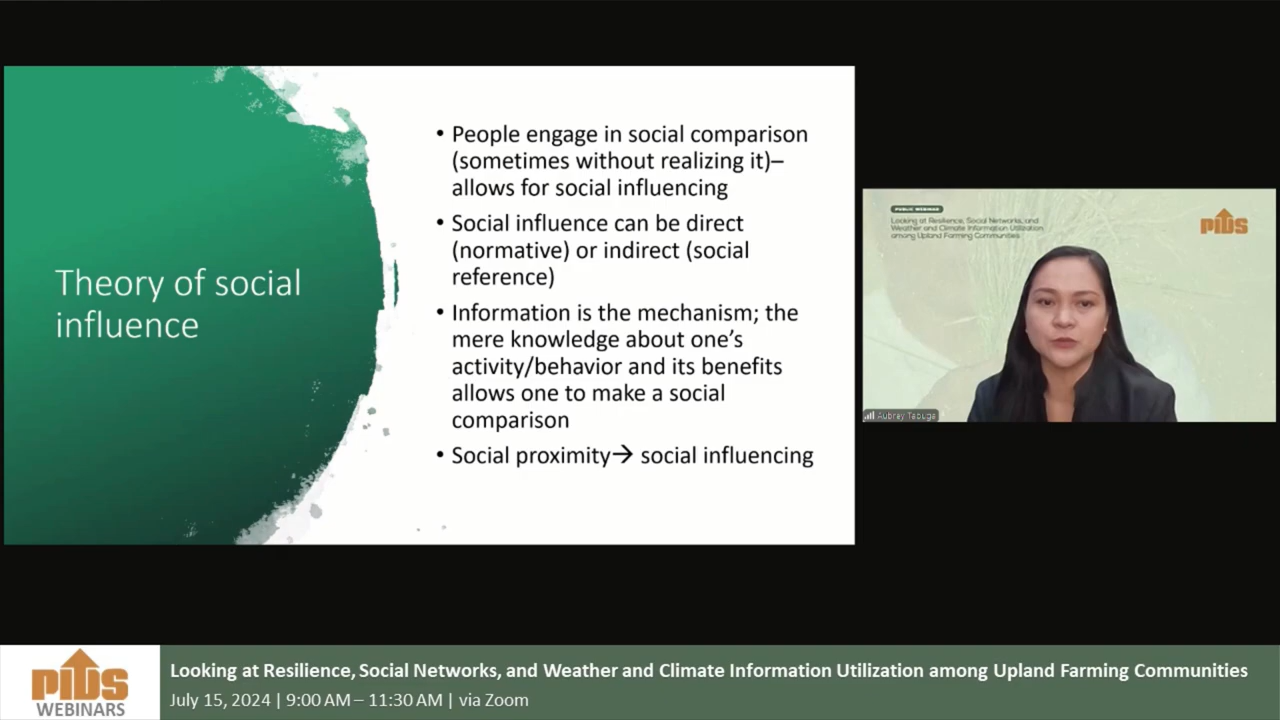 Theory of social
influence
• People engage in social comparison
(sometimes without realizing it)–
allows for social influencing
• Social influence can be direct
(normative) or indirect (social
reference)
• Information is the mechanism; the
mere knowledge about one’s
activity/behavior and its benefits
allows one to make a social
comparison
• Social proximity→ social influencing
PUBLIC WEBINAR
Looking at Resilience, Social Networks, and
Weather and Climate Information Utilization
among Upland Farming Communities
PIDS
Aubrey Tabuga
PIDS
WEBINARS
Looking at Resilience, Social Networks, and Weather and Climate Information Utilization among Upland Farming Communities
July 15, 2024 | 9:00 AM – 11:30 AM | via Zoom